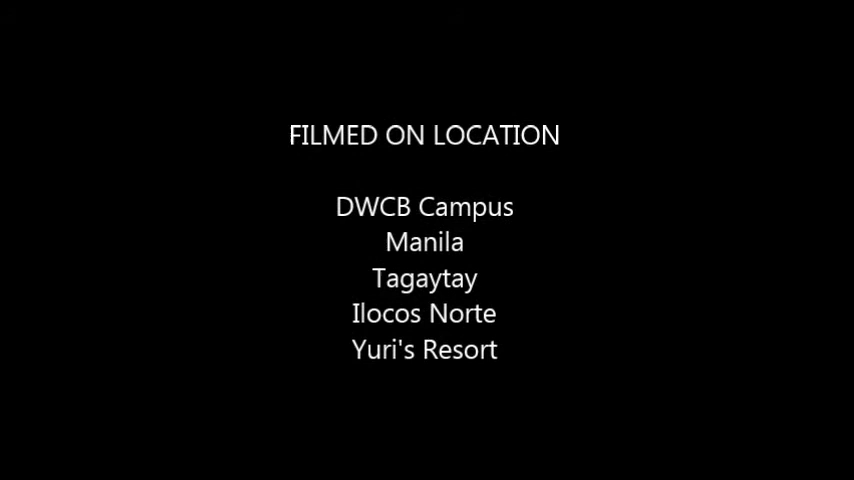 FILMED ON LOCATION
DWCB Campus
Manila
Tagaytay
Ilocos Norte
Yuri's Resort